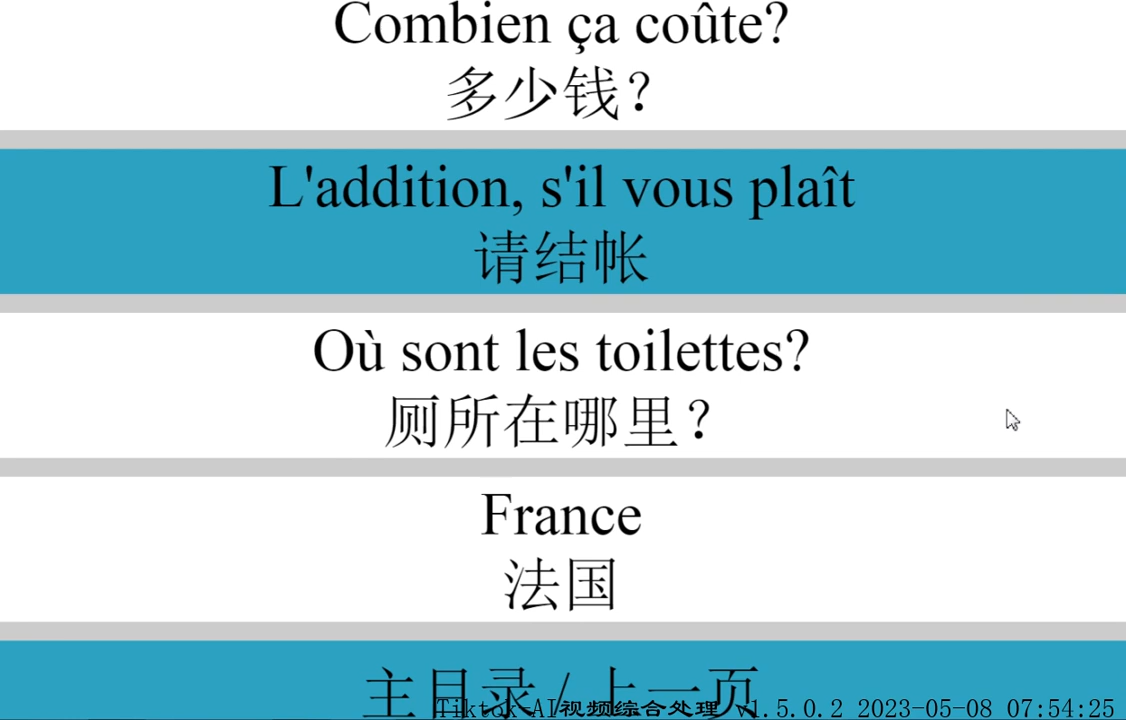 Combien ça coûte?
多少钱？
L'addition, s'il vous plaît
请结帐
Où sont les toilettes?
厕所在哪里？
France
法国
主目录 / 上一页
Tiktok-AI视频综合处理 v1.5.0.2 2023-05-08 07:54:25